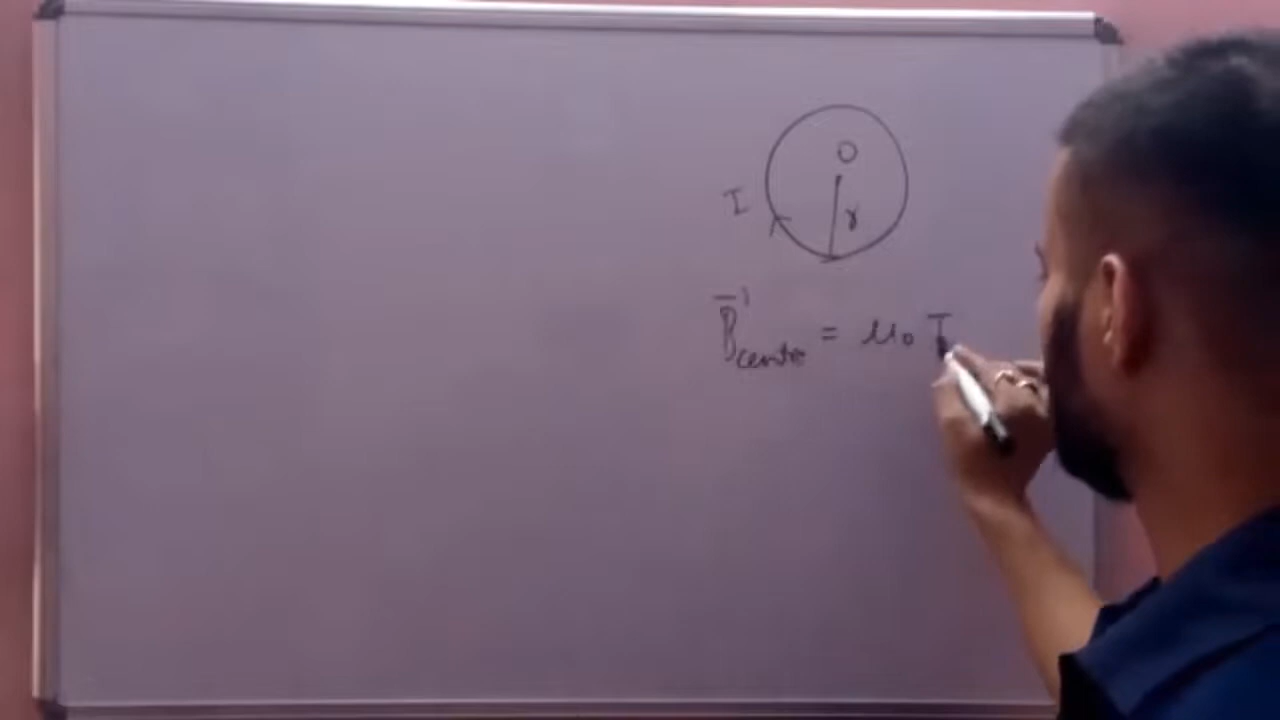 O
I
r
B⃗centre = μ0 I